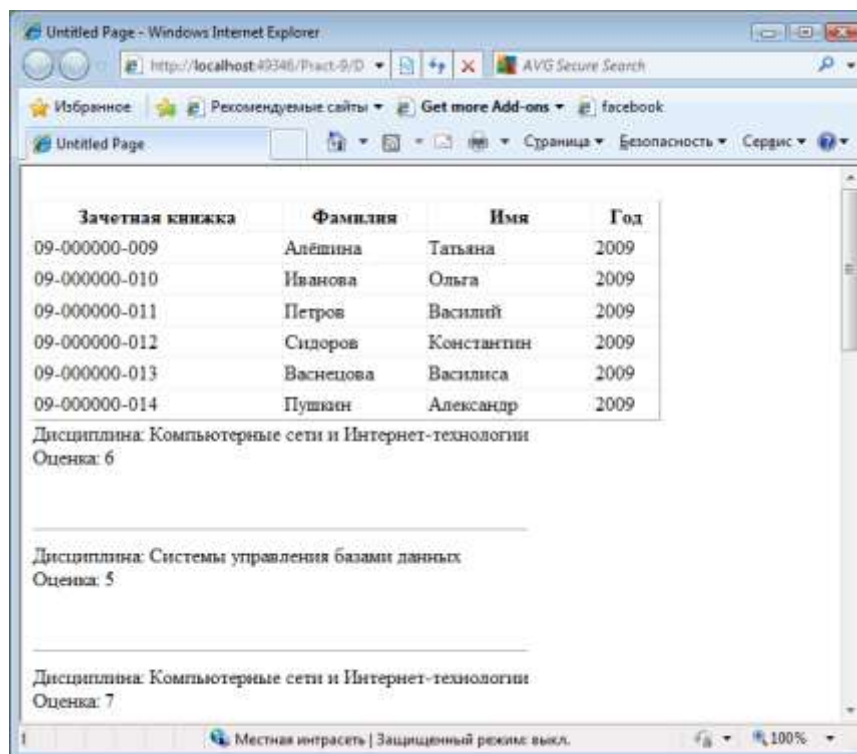 Untitled Page - Windows Internet Explorer
http://localhost:49346/Pract-9/D AVG Secure Search
Избранное Рекомендуемые сайты Get more Add-ons facebook
Untitled Page Страница Безопасность Сервис
Зачетная книжка Фамилия Имя Год
09-000000-009 Алёшина Татьяна 2009
09-000000-010 Иванова Ольга 2009
09-000000-011 Петров Василий 2009
09-000000-012 Сидоров Константин 2009
09-000000-013 Васнецова Василиса 2009
09-000000-014 Пушкин Александр 2009
Дисциплина: Компьютерные сети и Интернет-технологии
Оценка: 6
Дисциплина: Системы управления базами данных
Оценка: 5
Дисциплина: Компьютерные сети и Интернет-технологии
Оценка: 7
Местная интрасеть | Защищенный режим: выкл. 100%